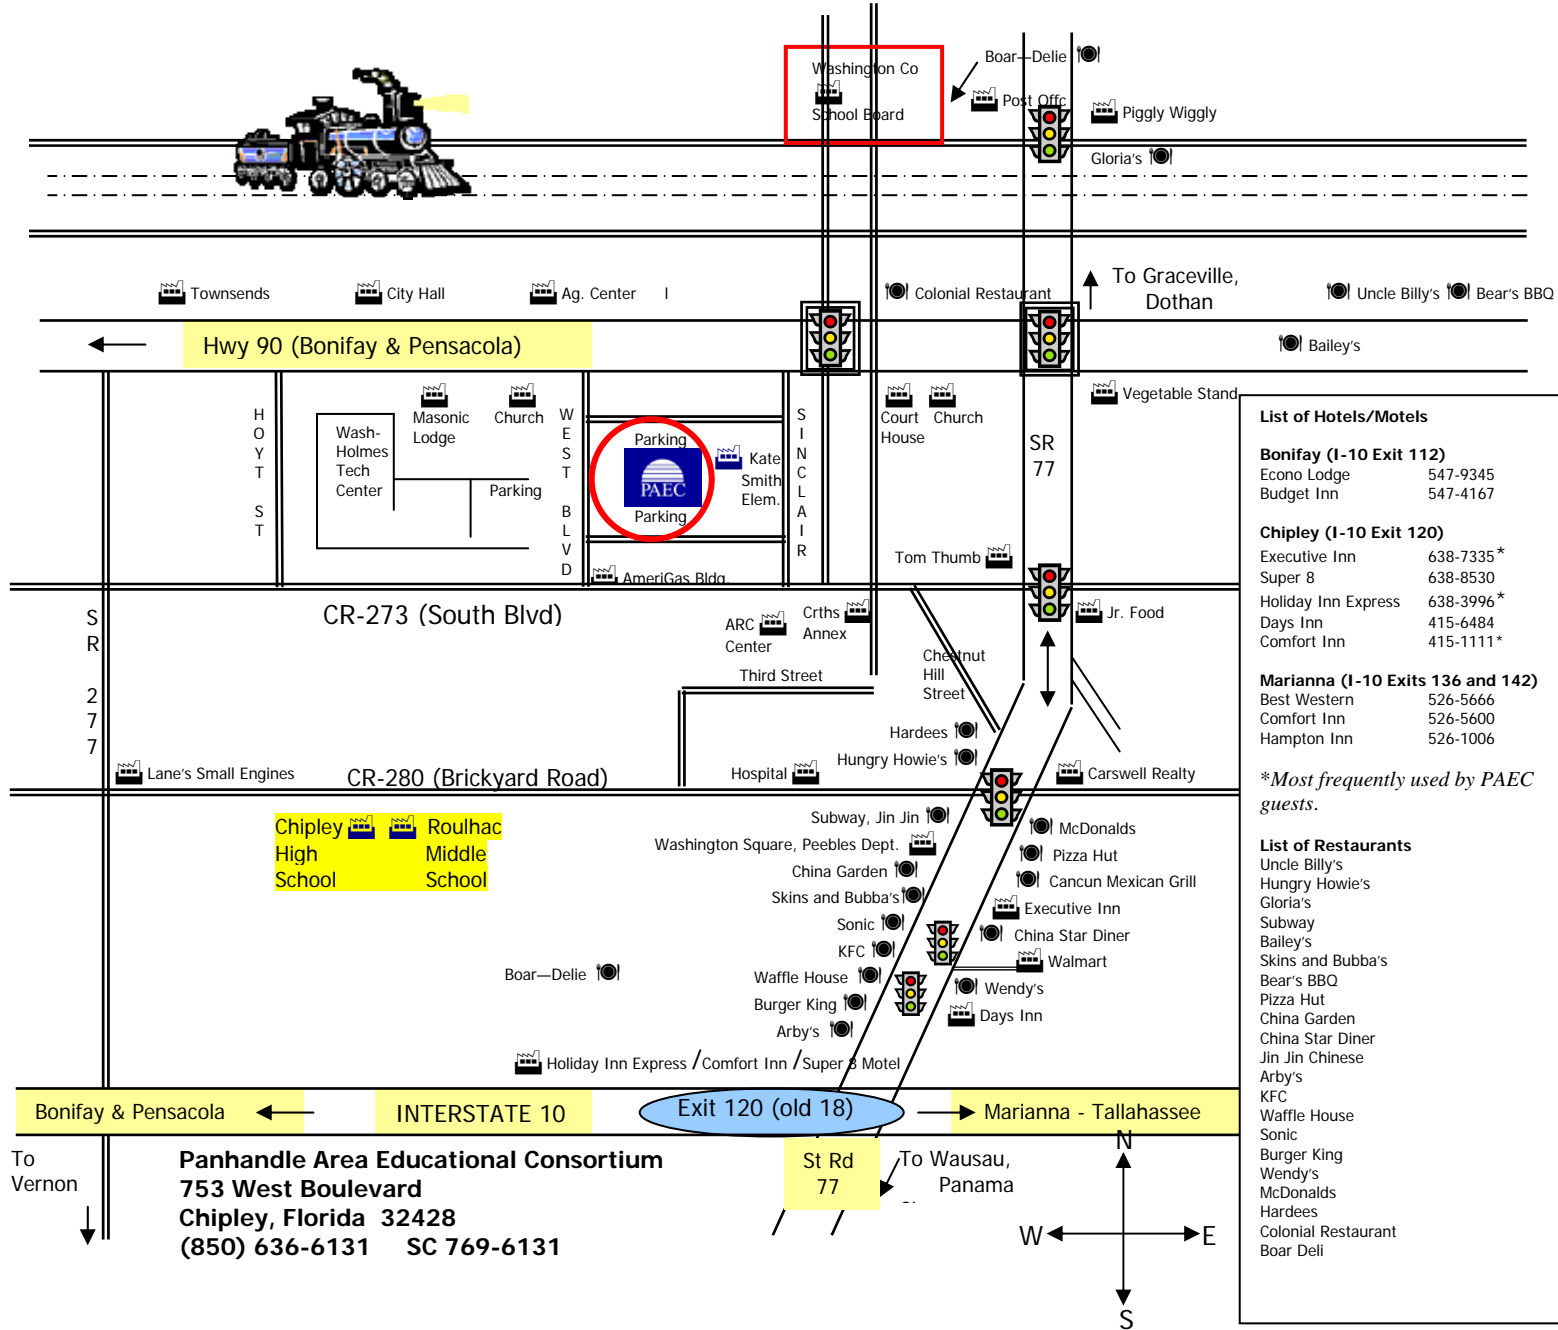 Washington Co
School Board
Boar—Delie
Post Offc
Piggly Wiggly
Gloria's
Townsends
City Hall
Ag. Center I
Colonial Restaurant
To Graceville,
Dothan
Uncle Billy's
Bear's BBQ
Hwy 90 (Bonifay & Pensacola)
Bailey's
Vegetable Stand
HOYT ST
Wash-
Holmes
Tech
Center
Masonic
Lodge
Church
Parking
WEST BLVD
Parking
PAEC
Parking
Kate
Smith
Elem.
SINCLAIR
Court
House
Church
SR
77
Tom Thumb
AmeriGas Bldg.
CR-273 (South Blvd)
ARC
Center
Crths
Annex
Jr. Food
SR 277
Third Street
Chestnut
Hill
Street
Hardees
Hungry Howie's
Lane's Small Engines
CR-280 (Brickyard Road)
Hospital
Carswell Realty
Chipley
High
School
Roulhac
Middle
School
Subway, Jin Jin
Washington Square, Peebles Dept.
China Garden
Skins and Bubba's
Sonic
KFC
Waffle House
Burger King
Arby's
McDonalds
Pizza Hut
Cancun Mexican Grill
Executive Inn
China Star Diner
Walmart
Wendy's
Days Inn
Boar—Delie
Holiday Inn Express /Comfort Inn /Super 8 Motel
Bonifay & Pensacola
INTERSTATE 10
Exit 120 (old 18)
Marianna - Tallahassee
To
Vernon
Panhandle Area Educational Consortium
753 West Boulevard
Chipley, Florida 32428
(850) 636-6131 SC 769-6131
St Rd
77
To Wausau,
Panama
N
W
E
S
List of Hotels/Motels
Bonifay (I-10 Exit 112)
Econo Lodge 547-9345
Budget Inn 547-4167
Chipley (I-10 Exit 120)
Executive Inn 638-7335*
Super 8 638-8530
Holiday Inn Express 638-3996*
Days Inn 415-6484
Comfort Inn 415-1111*
Marianna (I-10 Exits 136 and 142)
Best Western 526-5666
Comfort Inn 526-5600
Hampton Inn 526-1006
*Most frequently used by PAEC
guests.
List of Restaurants
Uncle Billy's
Hungry Howie's
Gloria's
Subway
Bailey's
Skins and Bubba's
Bear's BBQ
Pizza Hut
China Garden
China Star Diner
Jin Jin Chinese
Arby's
KFC
Waffle House
Sonic
Burger King
Wendy's
McDonalds
Hardees
Colonial Restaurant
Boar Deli